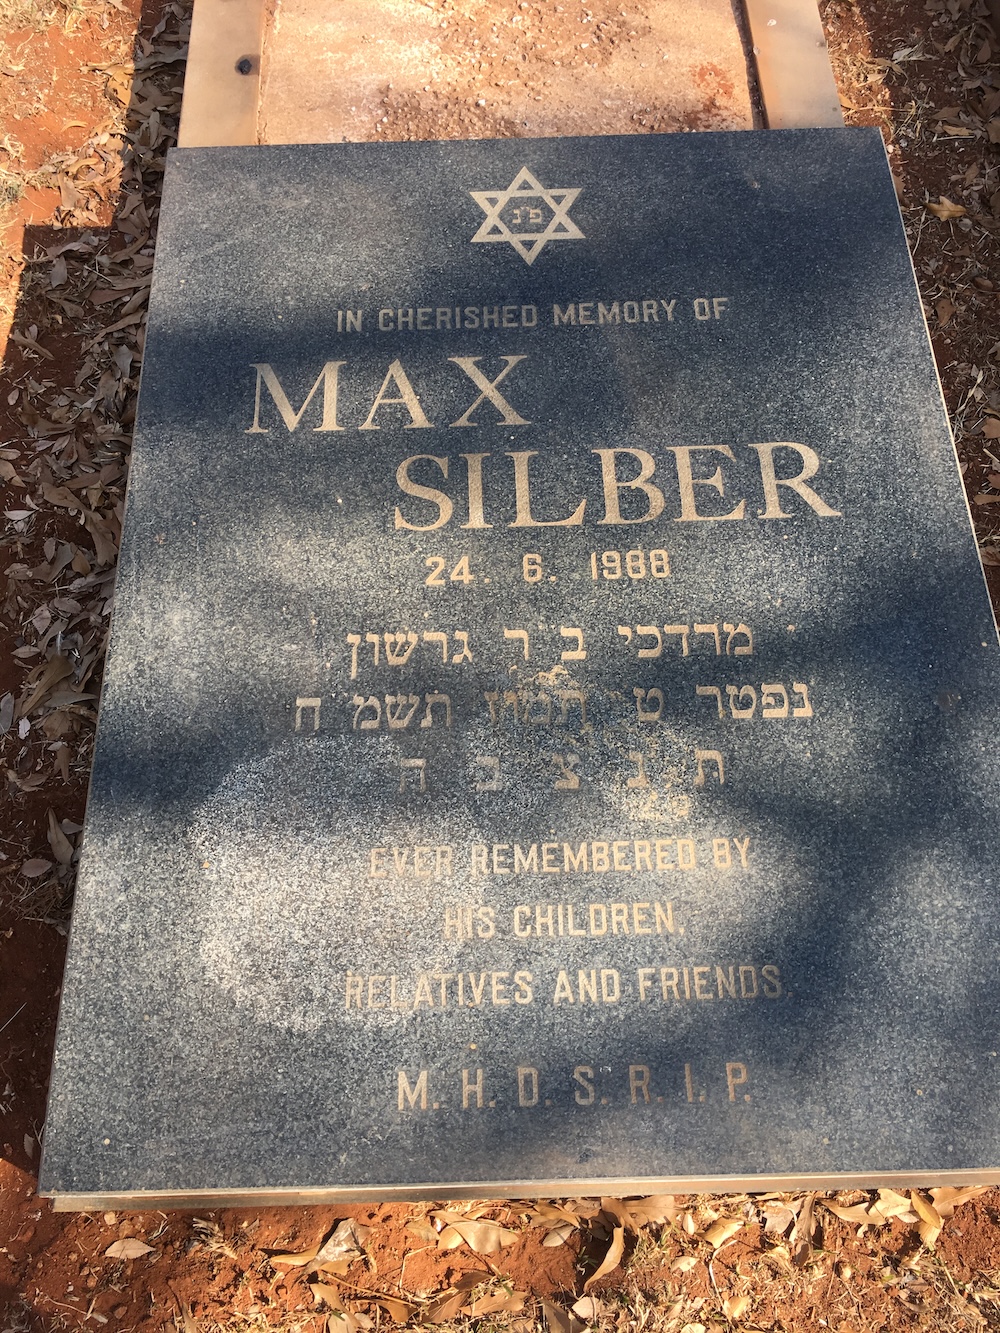 פ״נ
IN CHERISHED MEMORY OF
MAX
SILBER
24. 6. 1988
מרדכי ב״ר גרשון
נפטר ט׳ תמוז תשמ״ח
ת נ צ ב ה
EVER REMEMBERED BY
HIS CHILDREN,
RELATIVES AND FRIENDS
M. H. D. S. R. I. P.